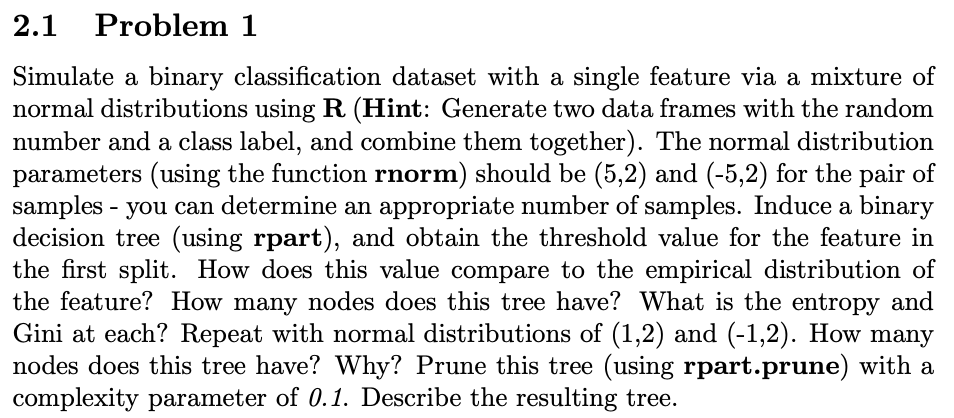 2.1 Problem 1
Simulate a binary classification dataset with a single feature via a mixture of
normal distributions using R (Hint: Generate two data frames with the random
number and a class label, and combine them together). The normal distribution
parameters (using the function rnorm) should be (5,2) and (-5,2) for the pair of
samples - you can determine an appropriate number of samples. Induce a binary
decision tree (using rpart), and obtain the threshold value for the feature in
the first split. How does this value compare to the empirical distribution of
the feature? How many nodes does this tree have? What is the entropy and
Gini at each? Repeat with normal distributions of (1,2) and (-1,2). How many
nodes does this tree have? Why? Prune this tree (using rpart.prune) with a
complexity parameter of 0.1. Describe the resulting tree.